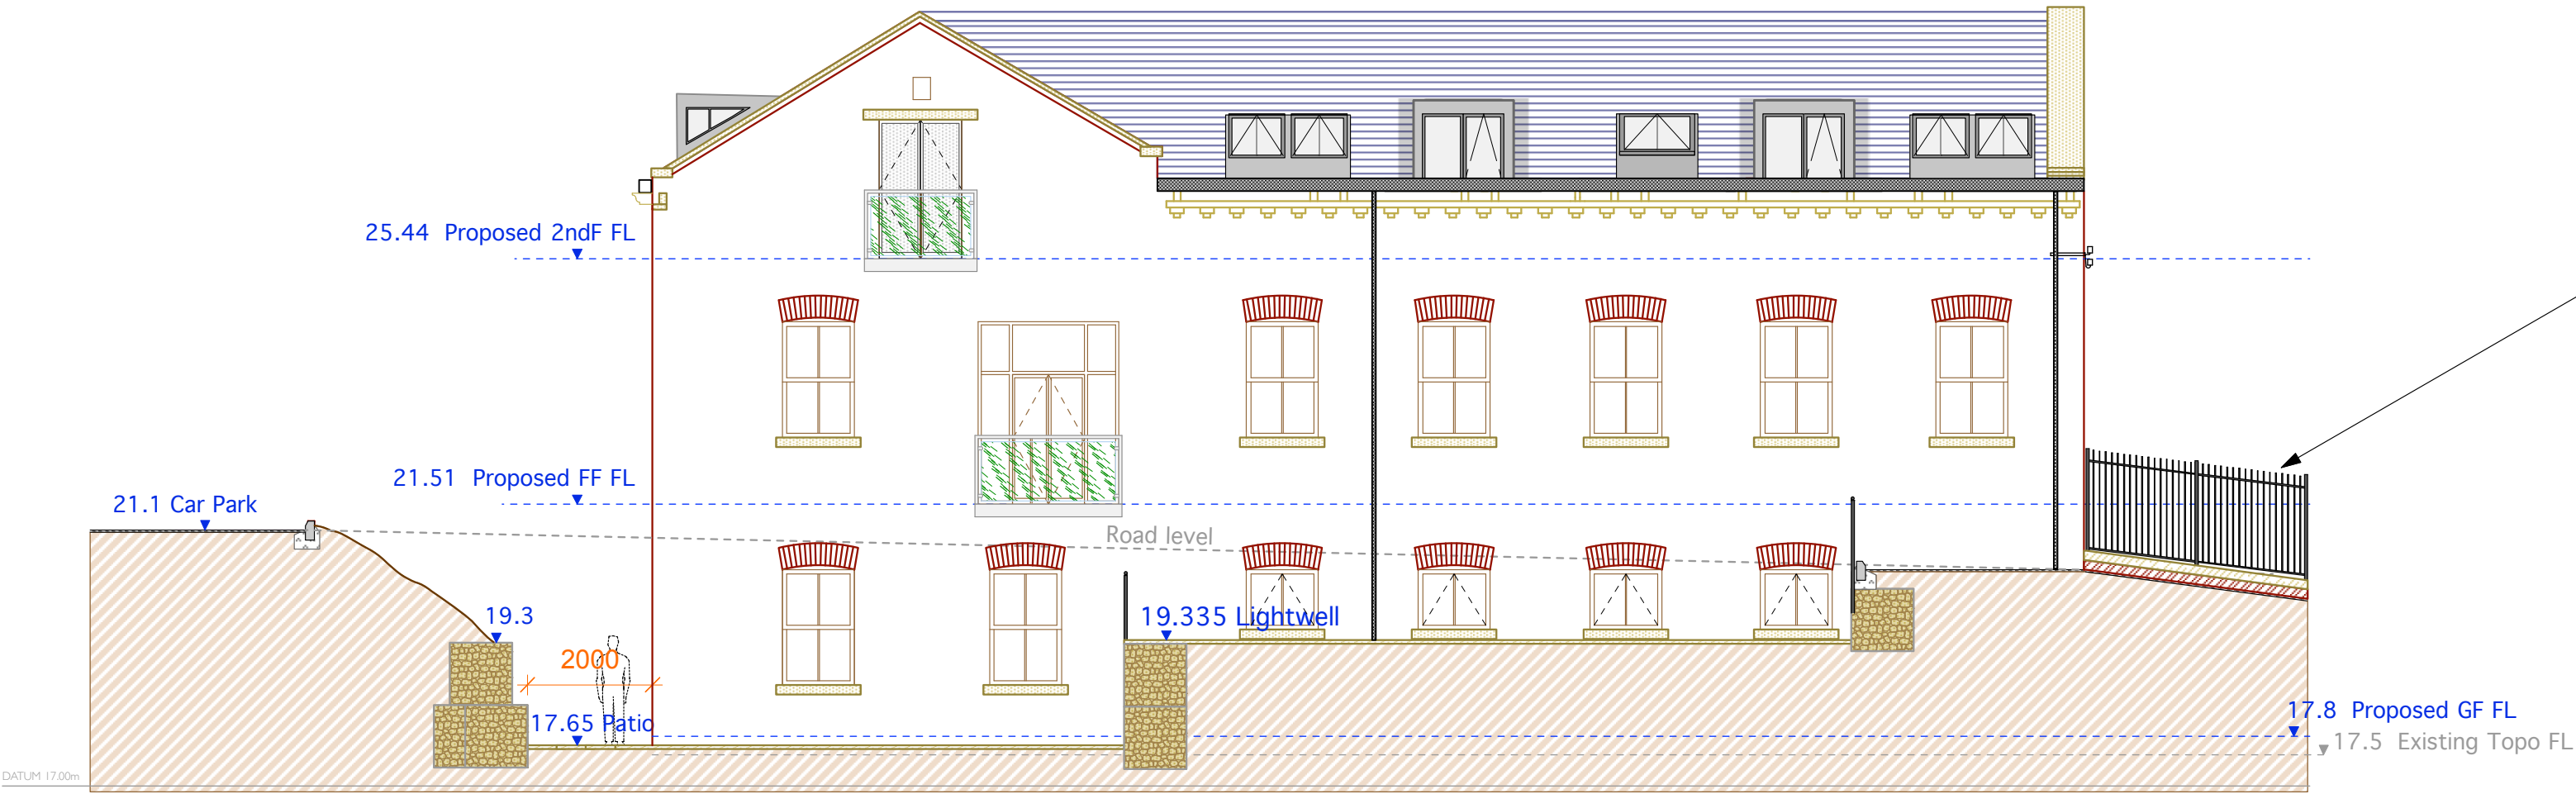 25.44 Proposed 2ndF FL
21.51 Proposed FF FL
21.1 Car Park
Road level
19.3
19.335 Lightwell
2000
17.65 Patio
17.8 Proposed GF FL
17.5 Existing Topo FL
DATUM 17.00m